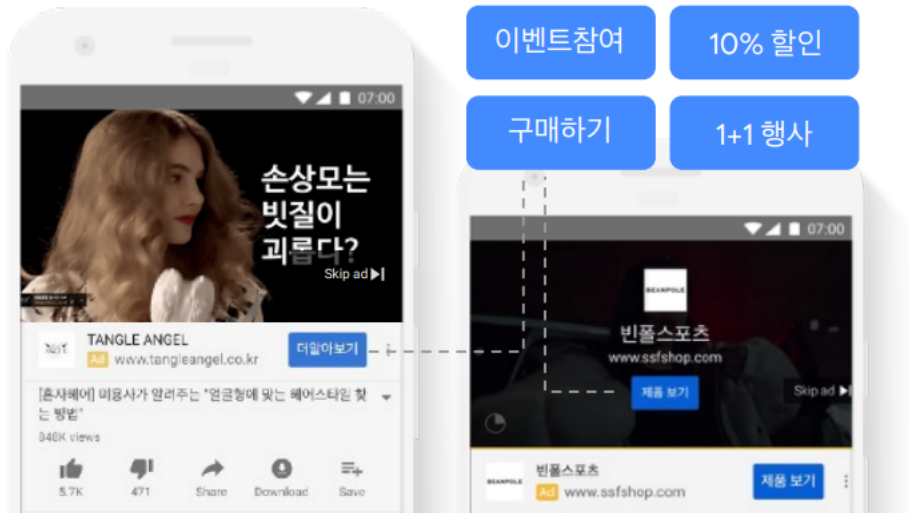 이벤트참여
10% 할인
구매하기
1+1 행사
07:00
손상모는
빗질이
괴롭다?
Skip ad
TANGLE ANGEL
Ad www.tangleangel.co.kr
더알아보기
[혼자헤어] 미용사가 알려주는 "얼굴형에 맞는 헤어스타일 찾
는 방법"
848K views
5.7K
471
Share
Download
Save
07:00
BEANPOLE
빈폴스포츠
www.ssfshop.com
제품 보기
Skip ad
BEANPOLE
빈폴스포츠
Ad www.ssfshop.com
제품 보기